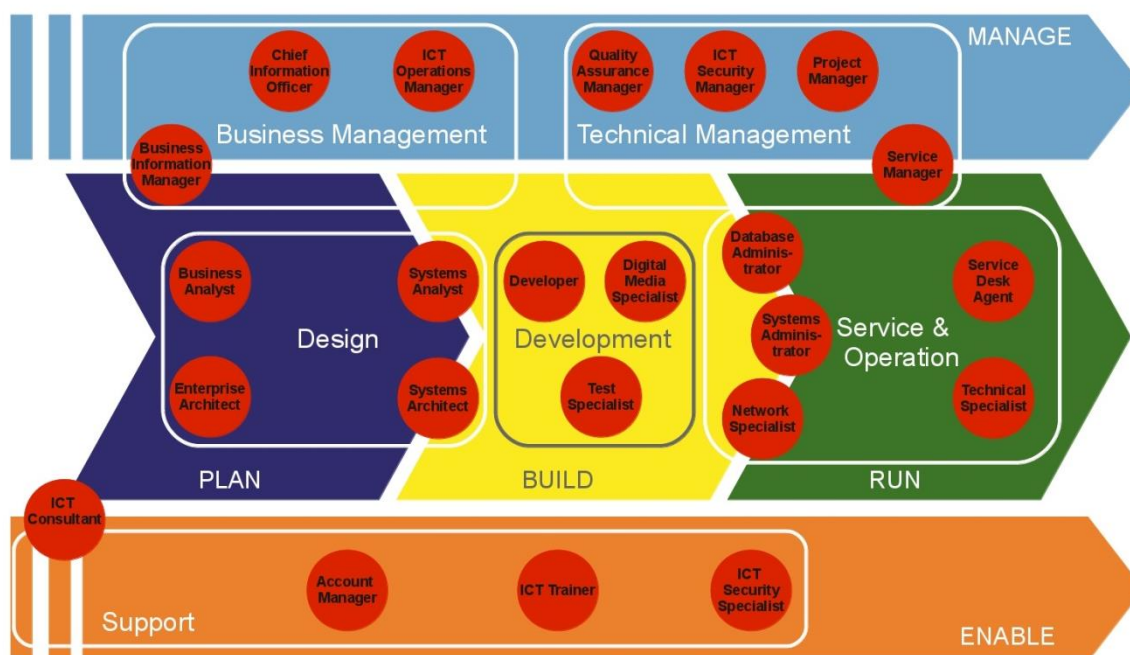 MANAGE
Chief
Information
Officer
ICT
Operations
Manager
Quality
Assurance
Manager
ICT
Security
Manager
Project
Manager
Business Management
Technical Management
Business
Information
Manager
Service
Manager
Business
Analyst
Systems
Analyst
Developer
Digital
Media
Specialist
Database
Adminis-
trator
Service
Desk
Agent
Design
Development
Systems
Adminis-
trator
Service &
Operation
Enterprise
Architect
Systems
Architect
Test
Specialist
Network
Specialist
Technical
Specialist
PLAN
BUILD
RUN
ICT
Consultant
Account
Manager
ICT Trainer
ICT
Security
Specialist
Support
ENABLE